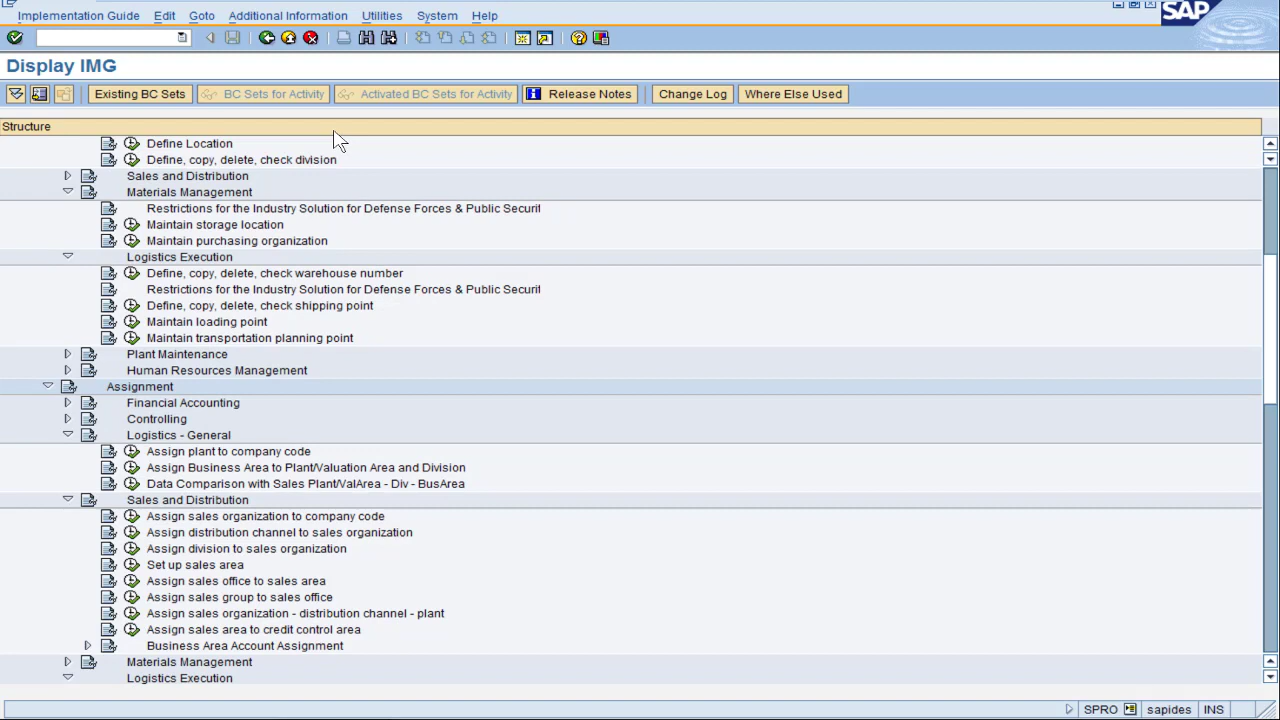 Implementation Guide Edit Goto Additional Information Utilities System Help
SAP
Display IMG
Existing BC Sets BC Sets for Activity Activated BC Sets for Activity Release Notes Change Log Where Else Used
Structure
Define Location
Define, copy, delete, check division
Sales and Distribution
Materials Management
Restrictions for the Industry Solution for Defense Forces & Public Securit
Maintain storage location
Maintain purchasing organization
Logistics Execution
Define, copy, delete, check warehouse number
Restrictions for the Industry Solution for Defense Forces & Public Securit
Define, copy, delete, check shipping point
Maintain loading point
Maintain transportation planning point
Plant Maintenance
Human Resources Management
Assignment
Financial Accounting
Controlling
Logistics - General
Assign plant to company code
Assign Business Area to Plant/Valuation Area and Division
Data Comparison with Sales Plant/ValArea - Div - BusArea
Sales and Distribution
Assign sales organization to company code
Assign distribution channel to sales organization
Assign division to sales organization
Set up sales area
Assign sales office to sales area
Assign sales group to sales office
Assign sales organization - distribution channel - plant
Assign sales area to credit control area
Business Area Account Assignment
Materials Management
Logistics Execution
SPRO sapides INS